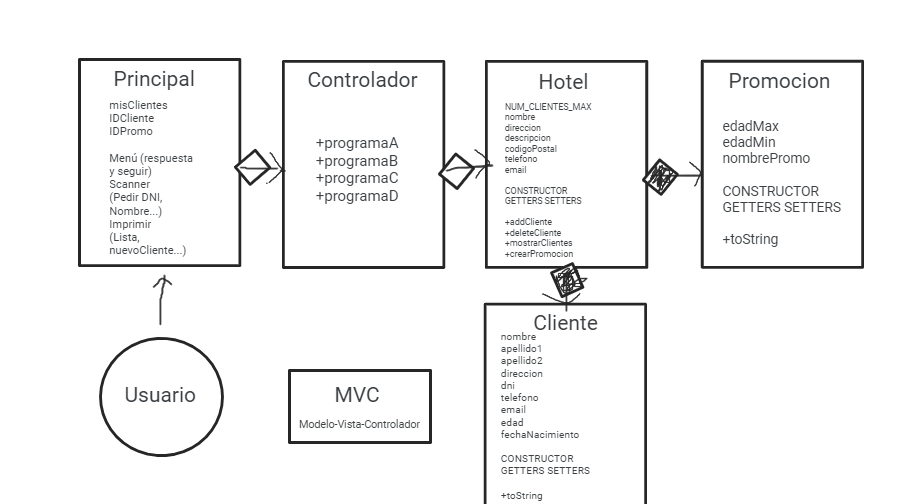 Principal
misClientes
IDCliente
IDPromo
Menú (respuesta
y seguir)
Scanner
(Pedir DNI,
Nombre...)
Imprimir
(Lista,
nuevoCliente...)
Controlador
+programaA
+programaB
+programaC
+programaD
Hotel
NUM_CLIENTES_MAX
nombre
direccion
descripcion
codigoPostal
telefono
email
CONSTRUCTOR
GETTERS SETTERS
+addCliente
+deleteCliente
+mostrarClientes
+crearPromocion
Promocion
edadMax
edadMin
nombrePromo
CONSTRUCTOR
GETTERS SETTERS
+toString
Usuario
MVC
Modelo-Vista-Controlador
Cliente
nombre
apellido1
apellido2
direccion
dni
telefono
email
edad
fechaNacimiento
CONSTRUCTOR
GETTERS SETTERS
+toString